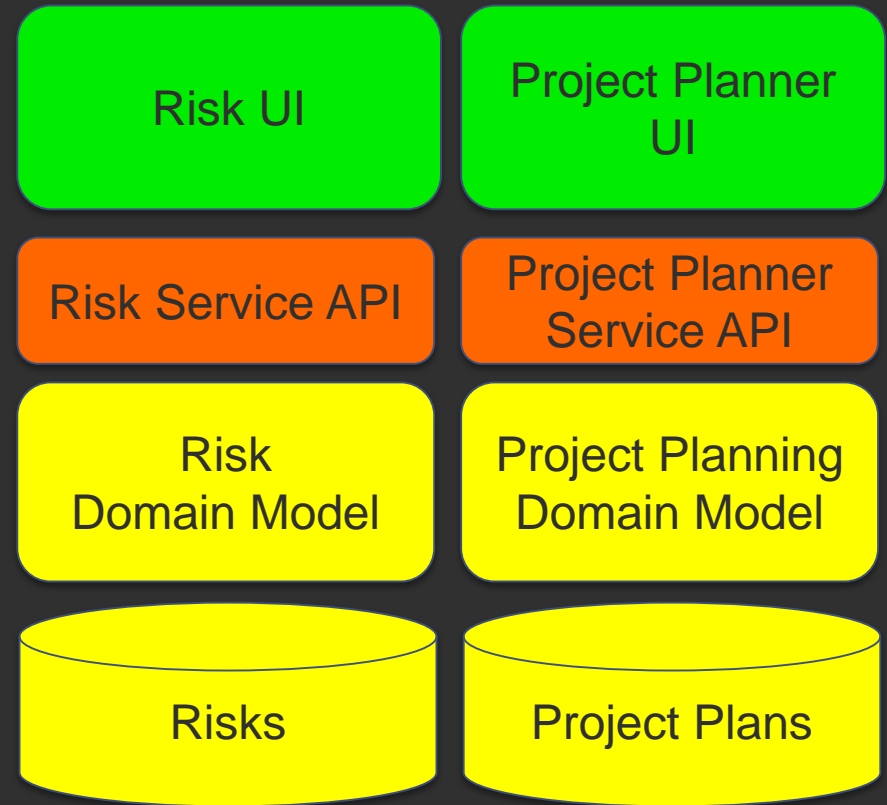 Risk UI
Project Planner
UI
Risk Service API
Project Planner
Service API
Risk
Domain Model
Project Planning
Domain Model
Risks
Project Plans